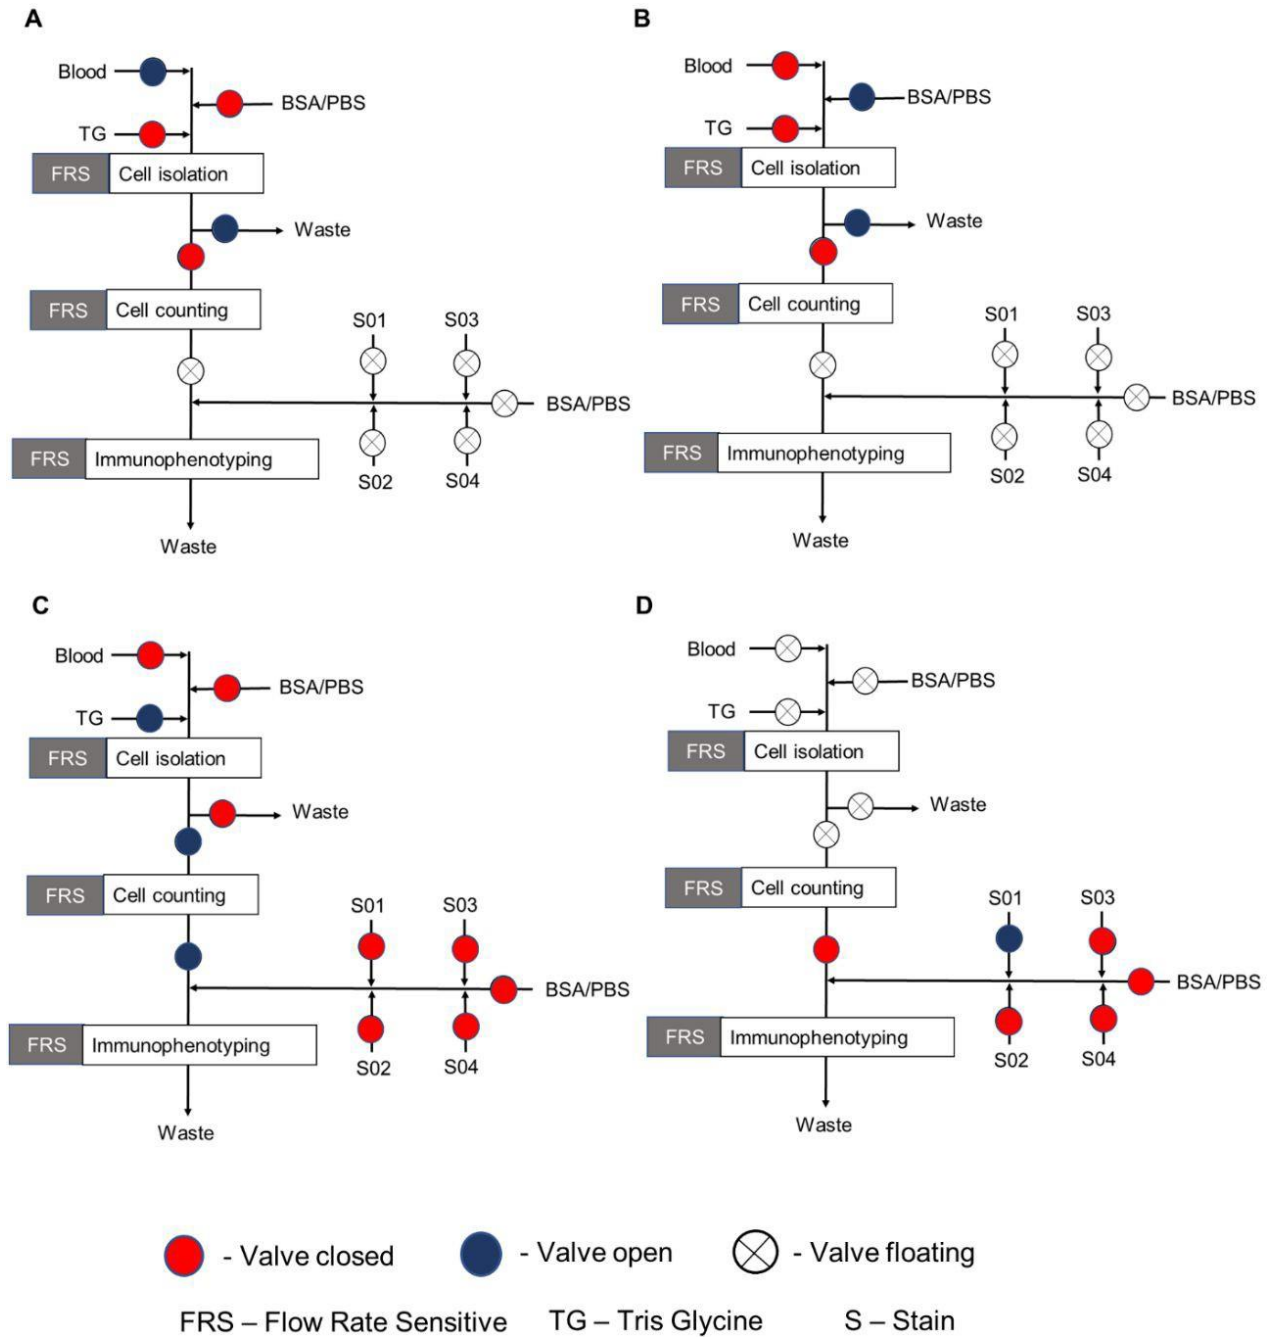 A
Blood
BSA/PBS
TG
FRS Cell isolation
Waste
FRS Cell counting
S01 S03
BSA/PBS
FRS Immunophenotyping
S02 S04
Waste
B
Blood
BSA/PBS
TG
FRS Cell isolation
Waste
FRS Cell counting
S01 S03
BSA/PBS
FRS Immunophenotyping
S02 S04
Waste
C
Blood
BSA/PBS
TG
FRS Cell isolation
Waste
FRS Cell counting
S01 S03
BSA/PBS
FRS Immunophenotyping
S02 S04
Waste
D
Blood
BSA/PBS
TG
FRS Cell isolation
Waste
FRS Cell counting
S01 S03
BSA/PBS
FRS Immunophenotyping
S02 S04
Waste
- Valve closed - Valve open - Valve floating
FRS – Flow Rate Sensitive TG – Tris Glycine S – Stain